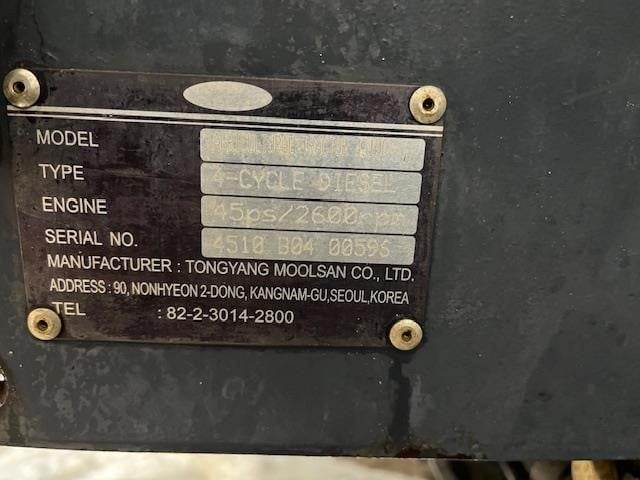 MODEL
TYPE 4-CYCLE DIESEL
ENGINE 45ps/2600rpm
SERIAL NO. 4510 B04 00596
MANUFACTURER : TONGYANG MOOLSAN CO., LTD.
ADDRESS : 90, NONHYEON 2-DONG, KANGNAM-GU, SEOUL, KOREA
TEL : 82-2-3014-2800